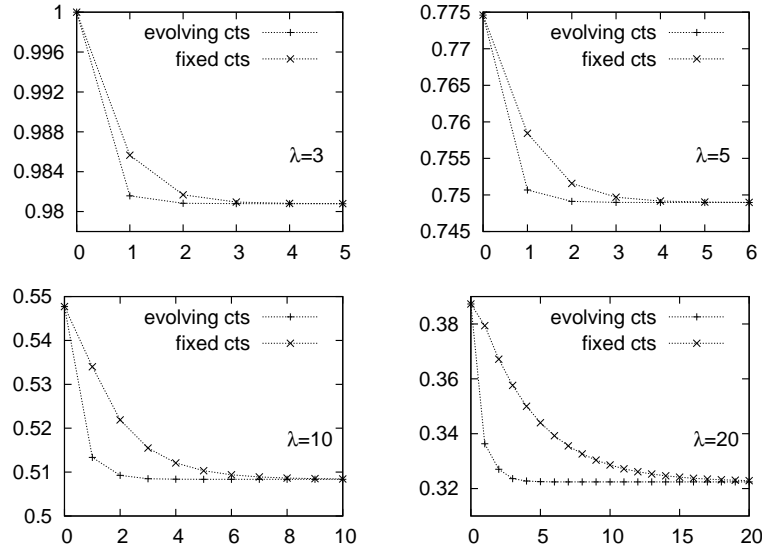 1
0.996
0.992
0.988
0.984
0.98
0 1 2 3 4 5
evolving cts
fixed cts
λ=3
0.775
0.77
0.765
0.76
0.755
0.75
0.745
0 1 2 3 4 5 6
evolving cts
fixed cts
λ=5
0.55
0.54
0.53
0.52
0.51
0.5
0 2 4 6 8 10
evolving cts
fixed cts
λ=10
0.38
0.36
0.34
0.32
0 5 10 15 20
evolving cts
fixed cts
λ=20